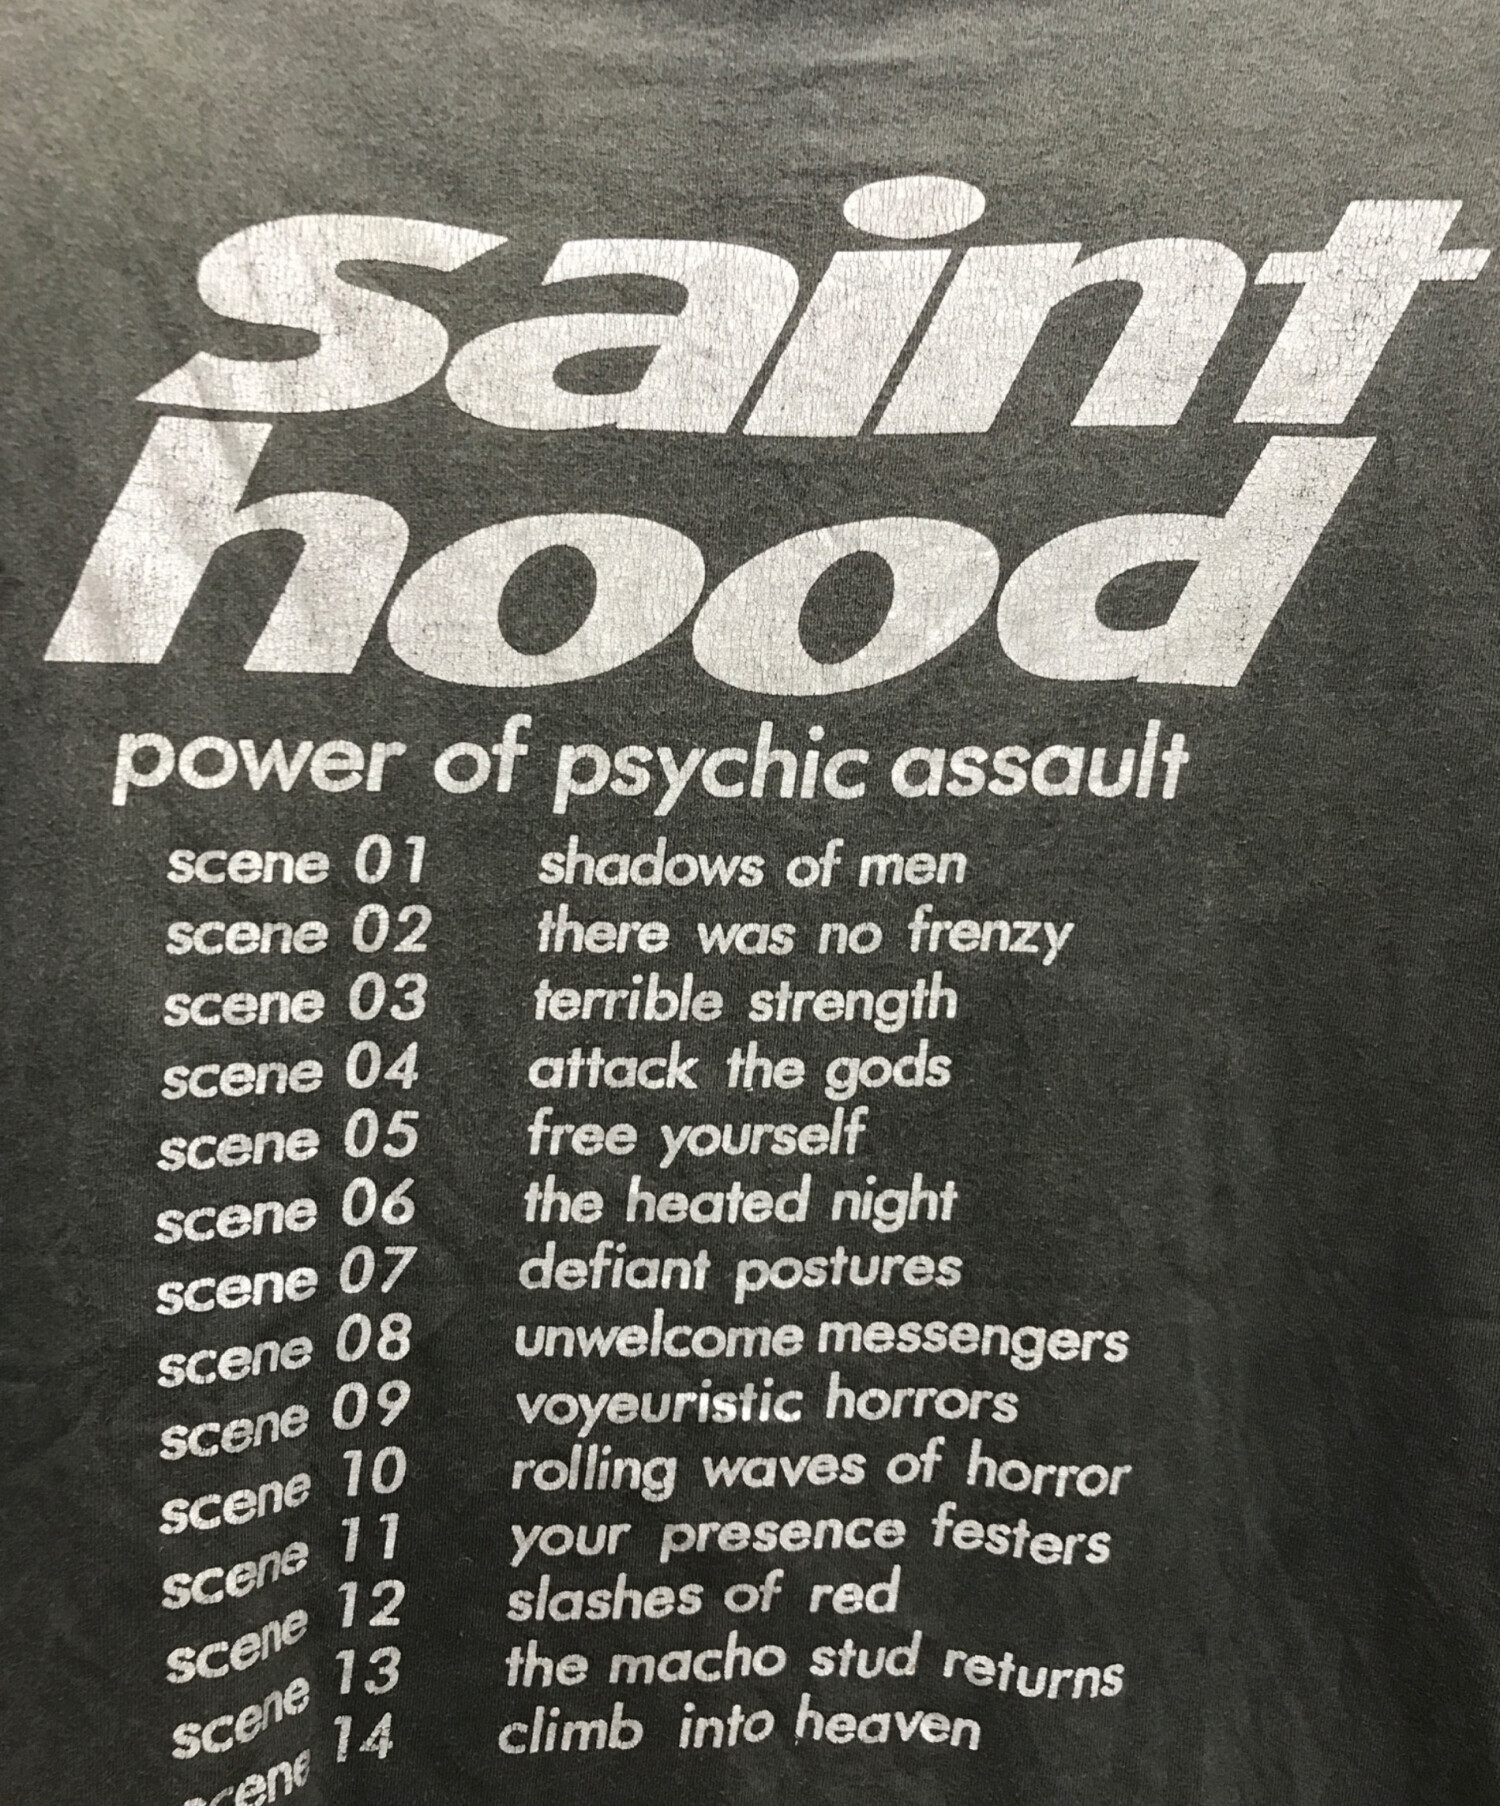 saint
hood
power of psychic assault
scene 01 shadows of men
scene 02 there was no frenzy
scene 03 terrible strength
scene 04 attack the gods
scene 05 free yourself
scene 06 the heated night
scene 07 defiant postures
scene 08 unwelcome messengers
scene 09 voyeuristic horrors
scene 10 rolling waves of horror
scene 11 your presence festers
scene 12 slashes of red
scene 13 the macho stud returns
scene 14 climb into heaven